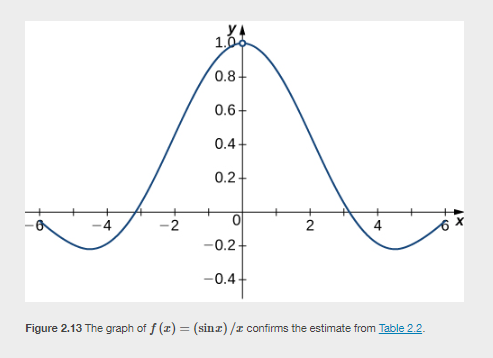 y
1.0
0.8
0.6
0.4
0.2
−6 −4 −2 0 2 4 6 x
−0.2
−0.4
Figure 2.13 The graph of f (x) = (sinx) /x confirms the estimate from Table 2.2.